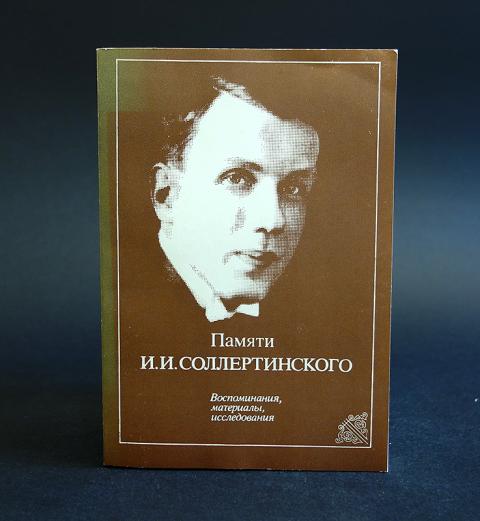 Памяти
И.И.СОЛЛЕРТИНСКОГО
Воспоминания,
материалы,
исследования